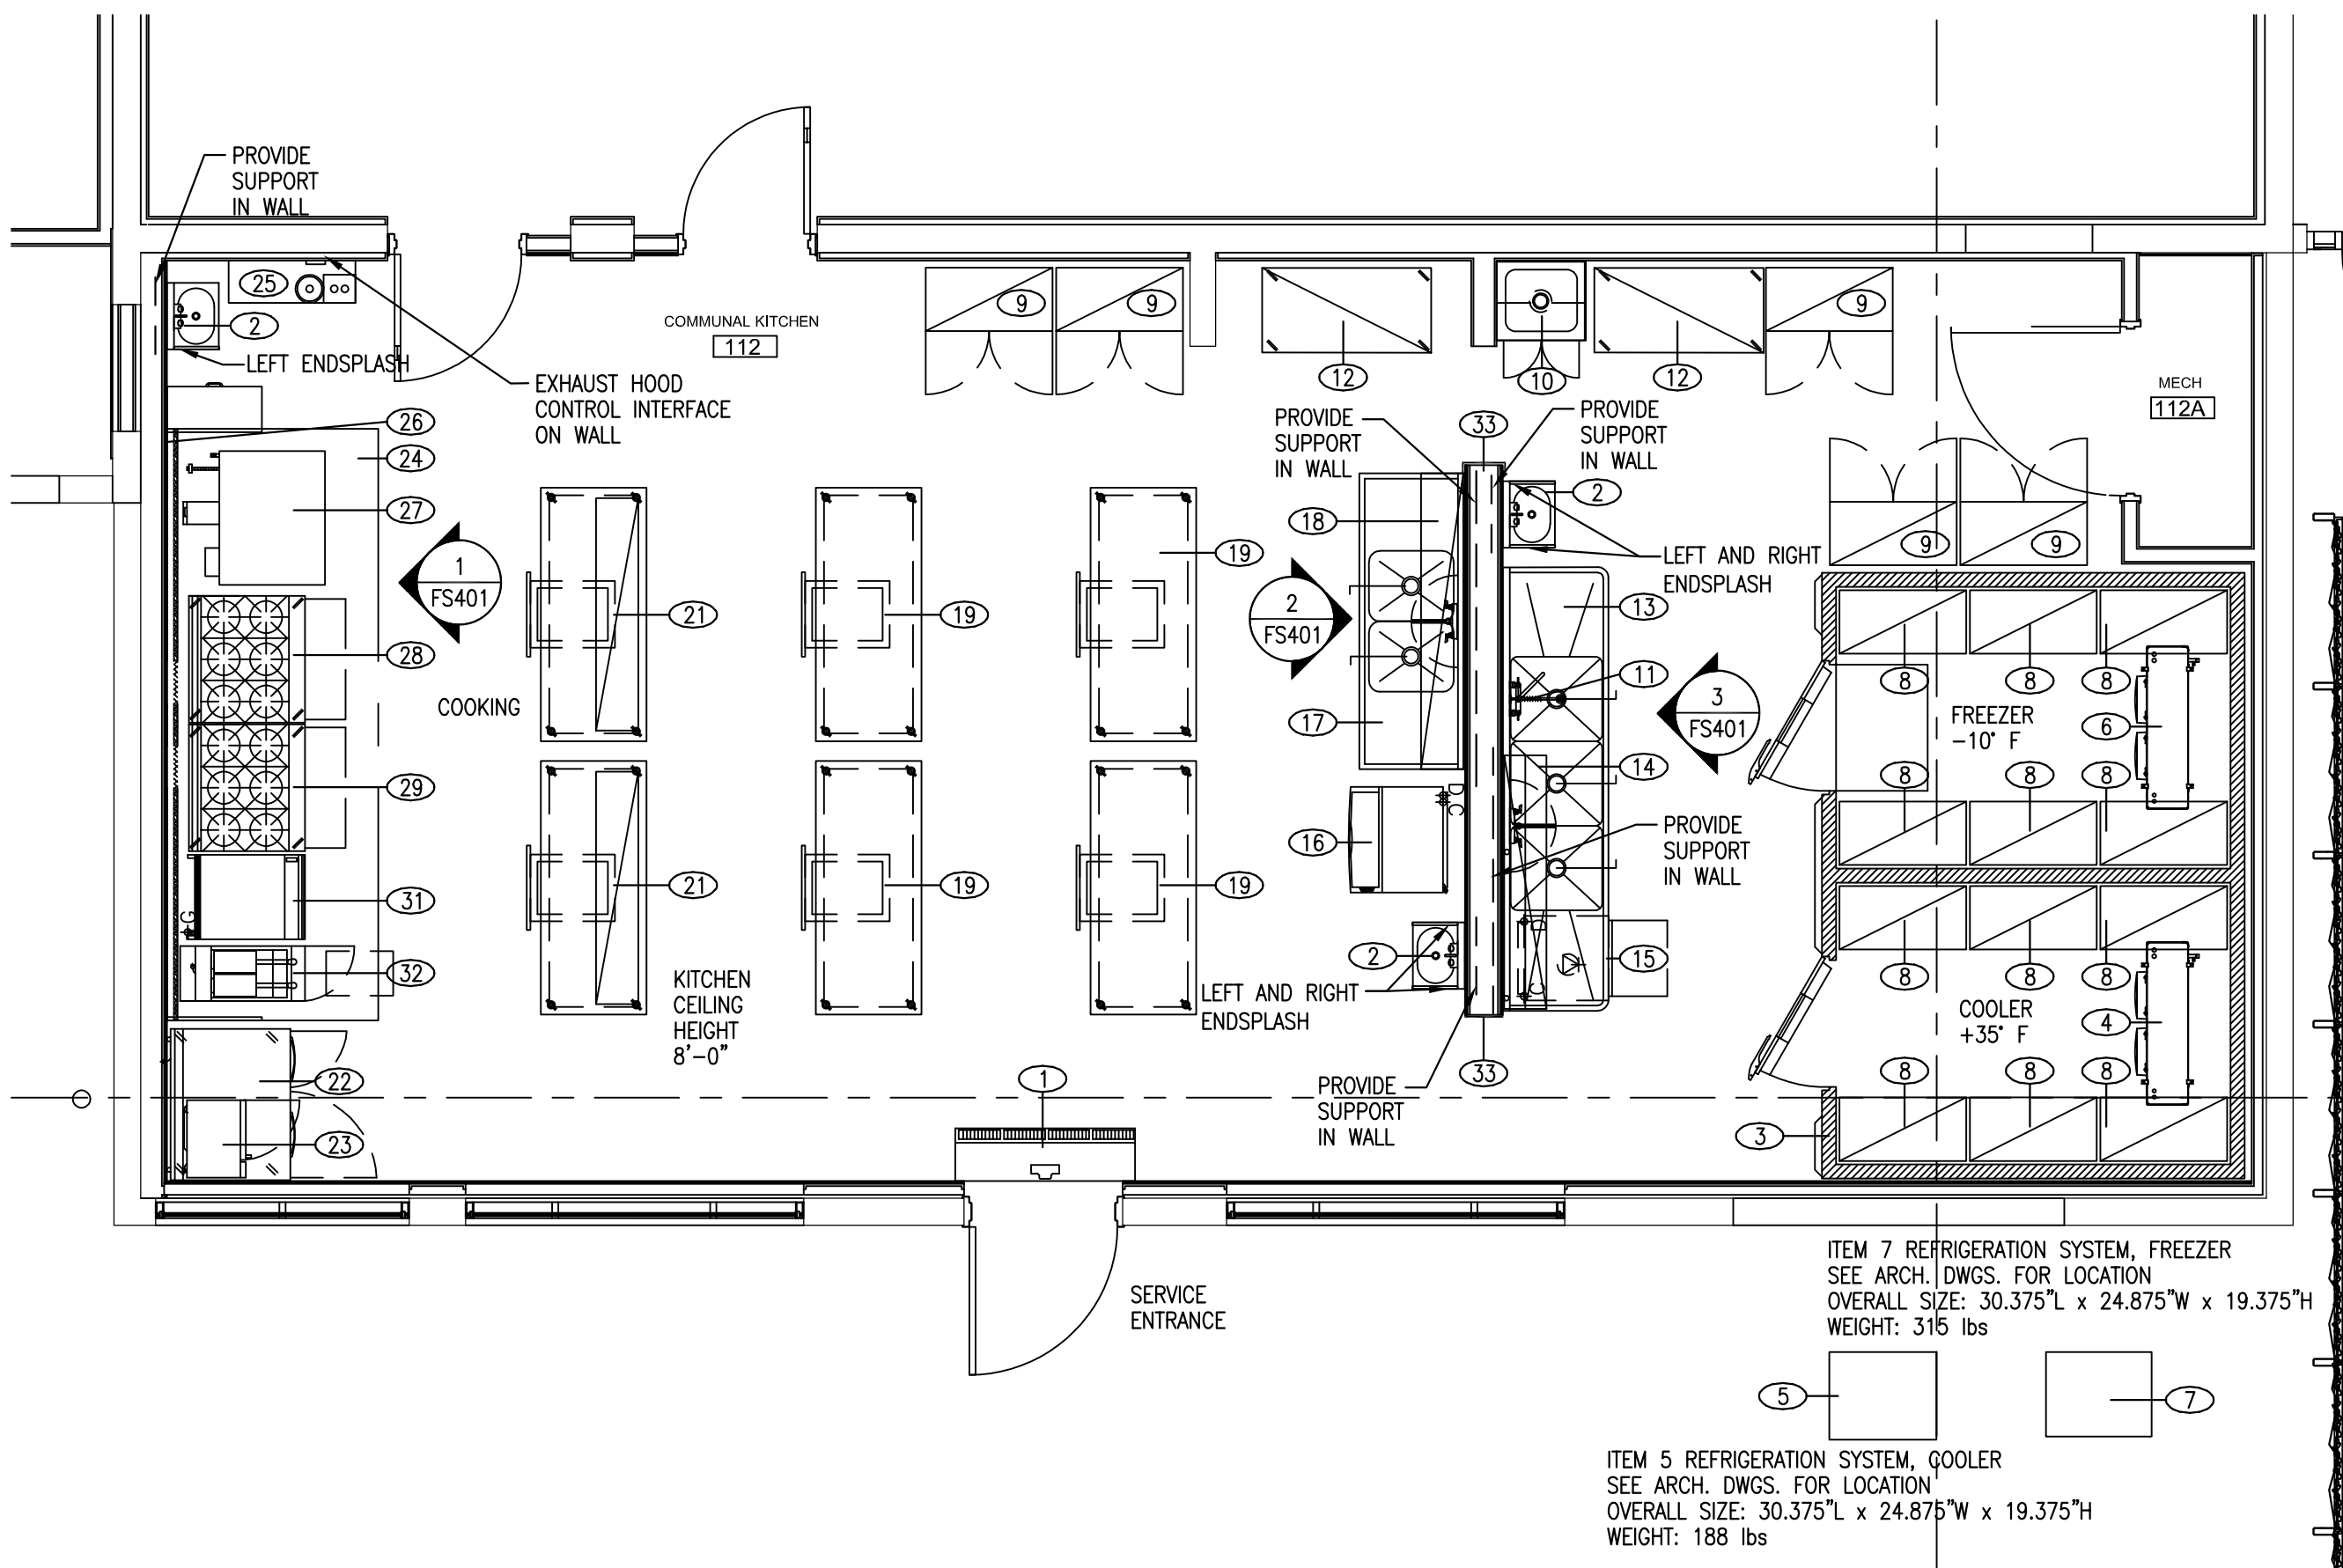 PROVIDE
SUPPORT
IN WALL
25
2
LEFT ENDSPLASH
COMMUNAL KITCHEN
112
EXHAUST HOOD
CONTROL INTERFACE
ON WALL
9
9
12
10
12
9
MECH
112A
PROVIDE
SUPPORT
IN WALL
33
PROVIDE
SUPPORT
IN WALL
26
24
27
1
FS401
28
COOKING
29
31
G
32
22
23
21
19
19
21
19
19
KITCHEN
CEILING
HEIGHT
8'-0"
18
2
FS401
17
16
D
C
2
LEFT AND RIGHT
ENDSPLASH
2
LEFT AND RIGHT
ENDSPLASH
13
11
3
FS401
14
PROVIDE
SUPPORT
IN WALL
15
D
C
33
PROVIDE
SUPPORT
IN WALL
1
9
9
8
8
8
FREEZER
-10° F
6
8
8
8
8
8
8
COOLER
+35° F
4
8
8
8
3
SERVICE
ENTRANCE
ITEM 7 REFRIGERATION SYSTEM, FREEZER
SEE ARCH. DWGS. FOR LOCATION
OVERALL SIZE: 30.375"L x 24.875"W x 19.375"H
WEIGHT: 315 lbs
5
7
ITEM 5 REFRIGERATION SYSTEM, COOLER
SEE ARCH. DWGS. FOR LOCATION
OVERALL SIZE: 30.375"L x 24.875"W x 19.375"H
WEIGHT: 188 lbs